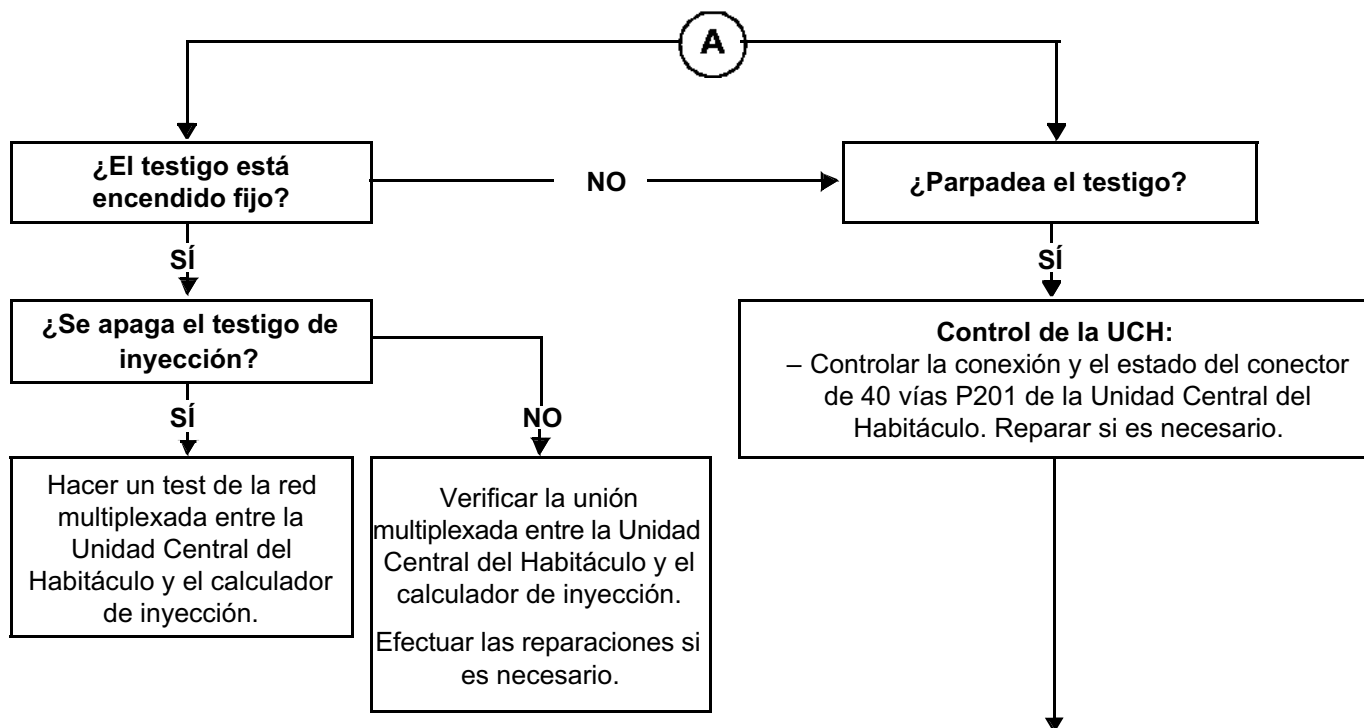 A
¿El testigo está
encendido fijo?
NO
¿Parpadea el testigo?
SÍ
SÍ
¿Se apaga el testigo de
inyección?
Control de la UCH:
– Controlar la conexión y el estado del conector
de 40 vías P201 de la Unidad Central del
Habitáculo. Reparar si es necesario.
SÍ
NO
Hacer un test de la red
multiplexada entre la
Unidad Central del
Habitáculo y el calculador
de inyección.
Verificar la unión
multiplexada entre la Unidad
Central del Habitáculo y el
calculador de inyección.
Efectuar las reparaciones si
es necesario.